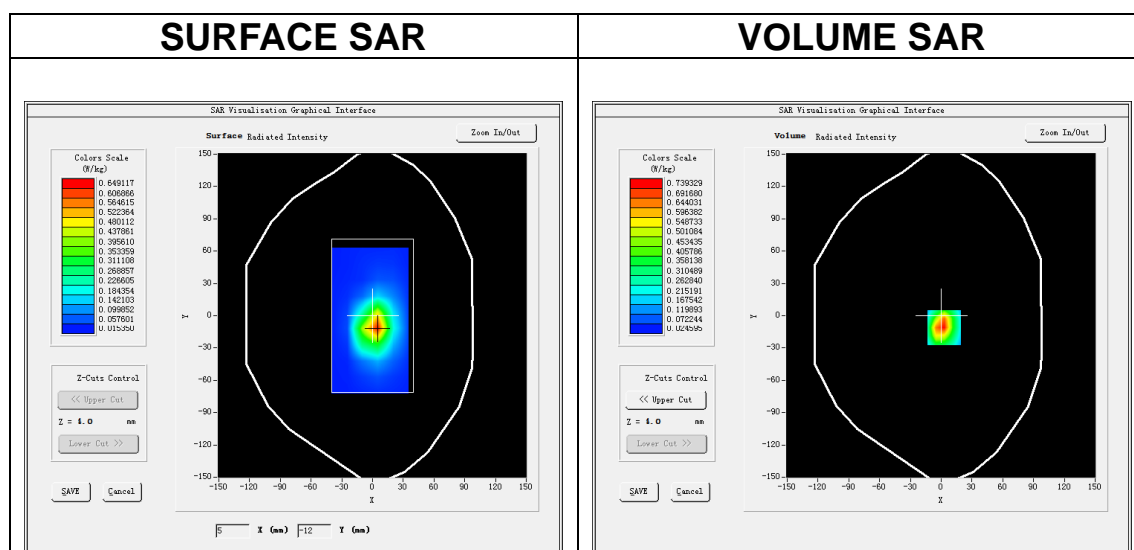 SURFACE SAR
VOLUME SAR
SAR Visualisation Graphical Interface
Surface Radiated Intensity
Zoom In/Out
Colors Scale
(W/kg)
0.649117
0.606866
0.564615
0.522364
0.480112
0.437861
0.395610
0.353359
0.311108
0.268857
0.226605
0.184354
0.142103
0.099852
0.057601
0.015350
150
120
90
60
30
0
-30
-60
-90
-120
-150
Y
-150 -120 -90 -60 -30 0 30 60 90 120 150
X
Z-Cuts Control
<< Upper Cut
Z = 4.0 mm
Lower Cut >>
SAVE Cancel
5 X (mm) -12 Y (mm)
SAR Visualisation Graphical Interface
Volume Radiated Intensity
Zoom In/Out
Colors Scale
(W/kg)
0.739329
0.691680
0.644031
0.596382
0.548733
0.501084
0.453435
0.405786
0.358138
0.310489
0.262840
0.215191
0.167542
0.119893
0.072244
0.024595
150
120
90
60
30
0
-30
-60
-90
-120
-150
Y
-150 -120 -90 -60 -30 0 30 60 90 120 150
X
Z-Cuts Control
<< Upper Cut
Z = 4.0 mm
Lower Cut >>
SAVE Cancel